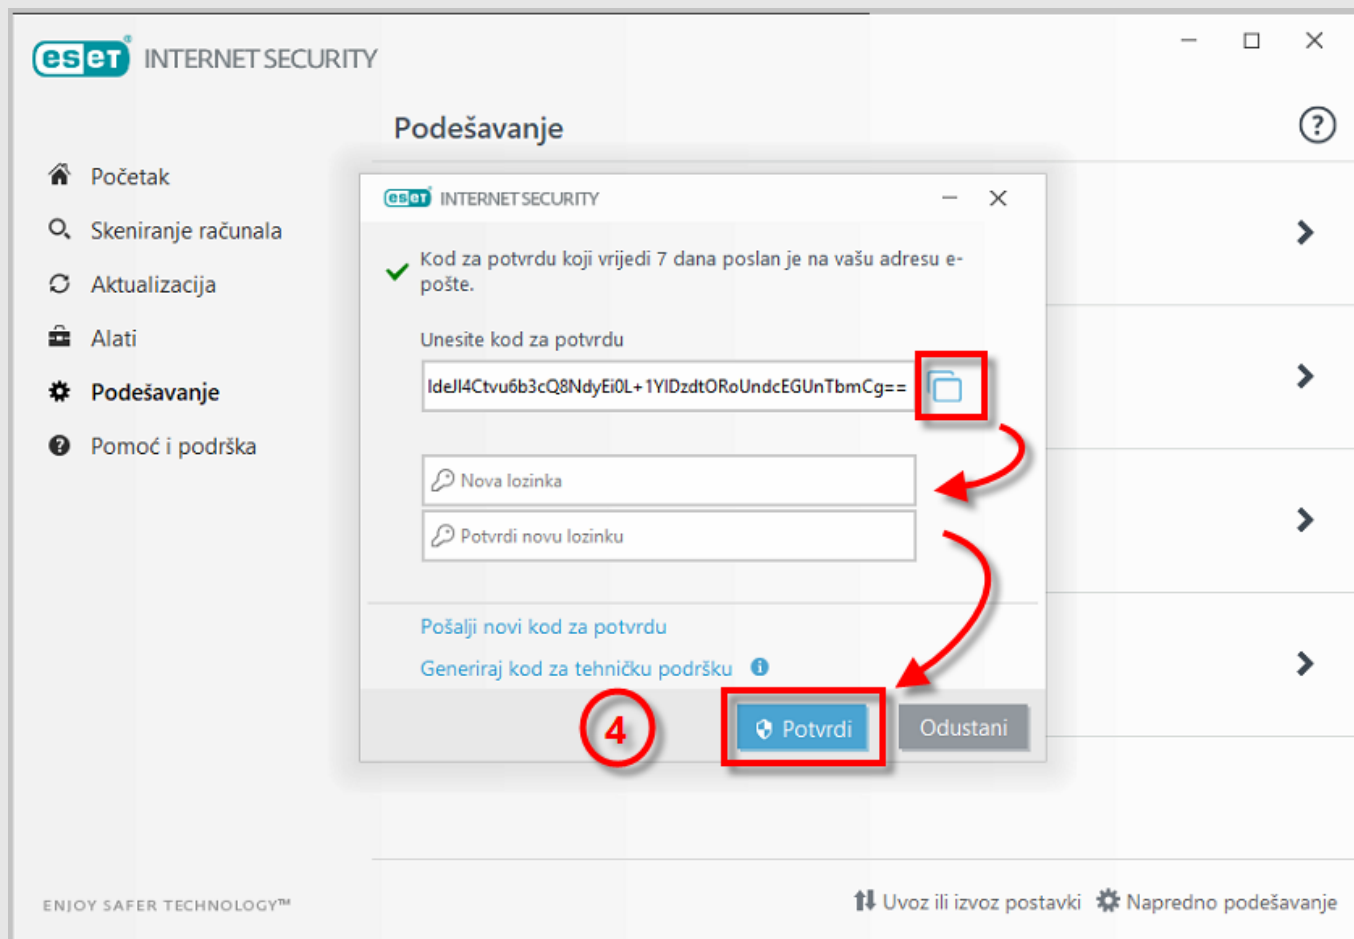 eset INTERNET SECURITY
Podešavanje
Početak
Skeniranje računala
Aktualizacija
Alati
Podešavanje
Pomoć i podrška
eset INTERNET SECURITY
Kod za potvrdu koji vrijedi 7 dana poslan je na vašu adresu e-
pošte.
Unesite kod za potvrdu
IdeJI4Ctvu6b3cQ8NdyEi0L+1YIDzdtORoUndcEGUnTbmCg==
Nova lozinka
Potvrdi novu lozinku
Pošalji novi kod za potvrdu
Generiraj kod za tehničku podršku
4
Potvrdi
Odustani
ENJOY SAFER TECHNOLOGY™
Uvoz ili izvoz postavki
Napredno podešavanje